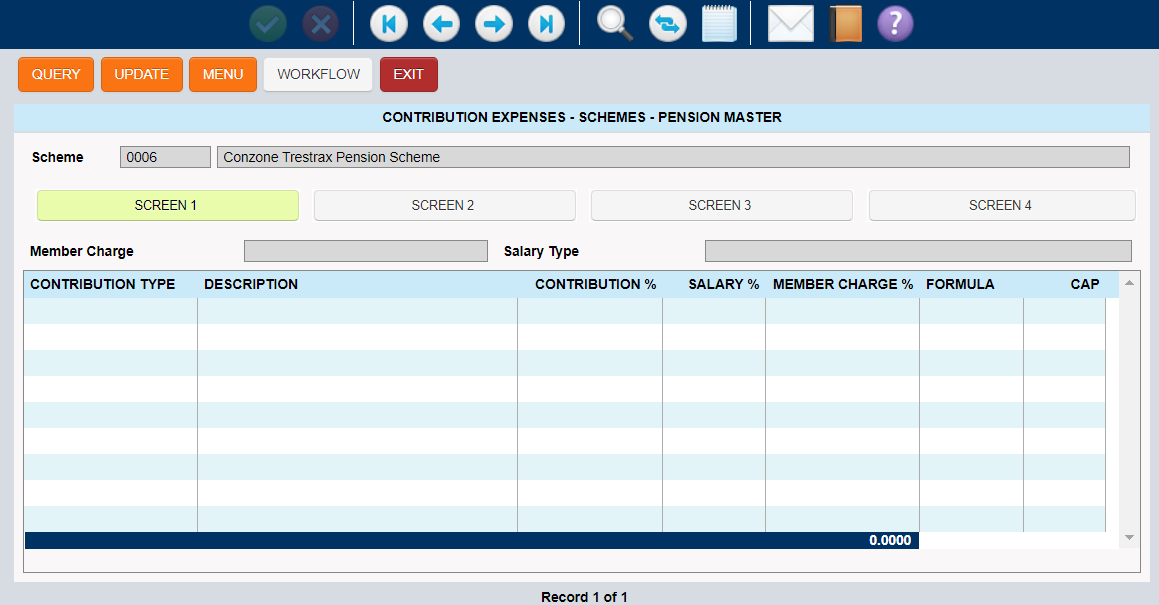 QUERY UPDATE MENU WORKFLOW EXIT
CONTRIBUTION EXPENSES - SCHEMES - PENSION MASTER
Scheme 0006 Conzone Trestrax Pension Scheme
SCREEN 1 SCREEN 2 SCREEN 3 SCREEN 4
Member Charge Salary Type
CONTRIBUTION TYPE DESCRIPTION CONTRIBUTION % SALARY % MEMBER CHARGE % FORMULA CAP
0.0000
Record 1 of 1